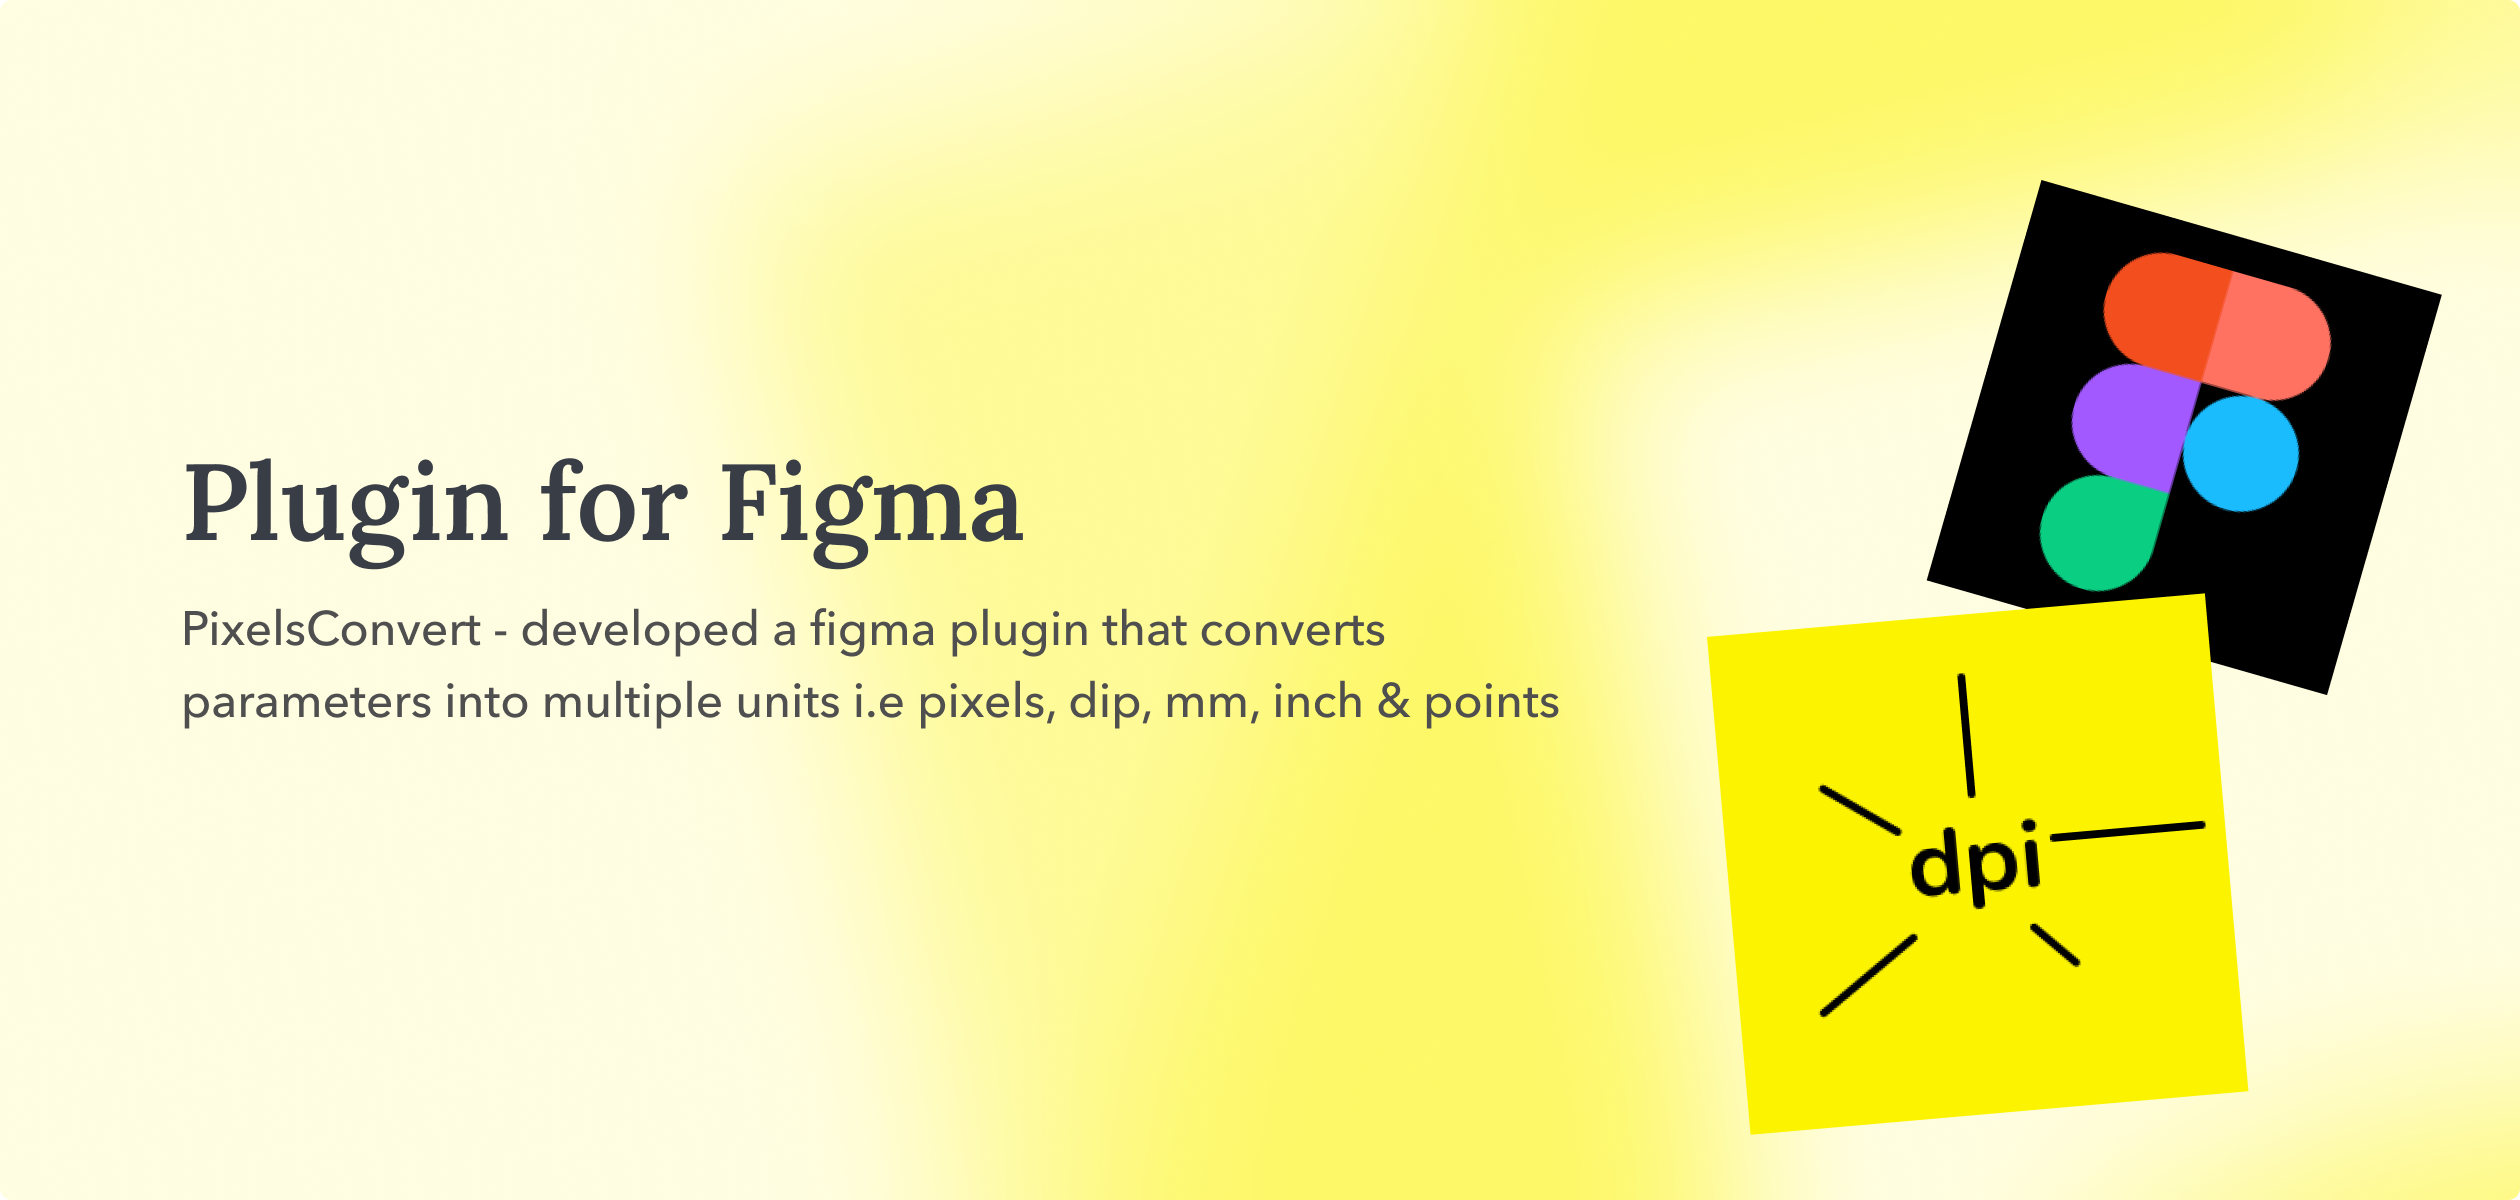 Plugin for Figma
PixelsConvert - developed a figma plugin that converts
parameters into multiple units i.e pixels, dip, mm, inch & points
dpi